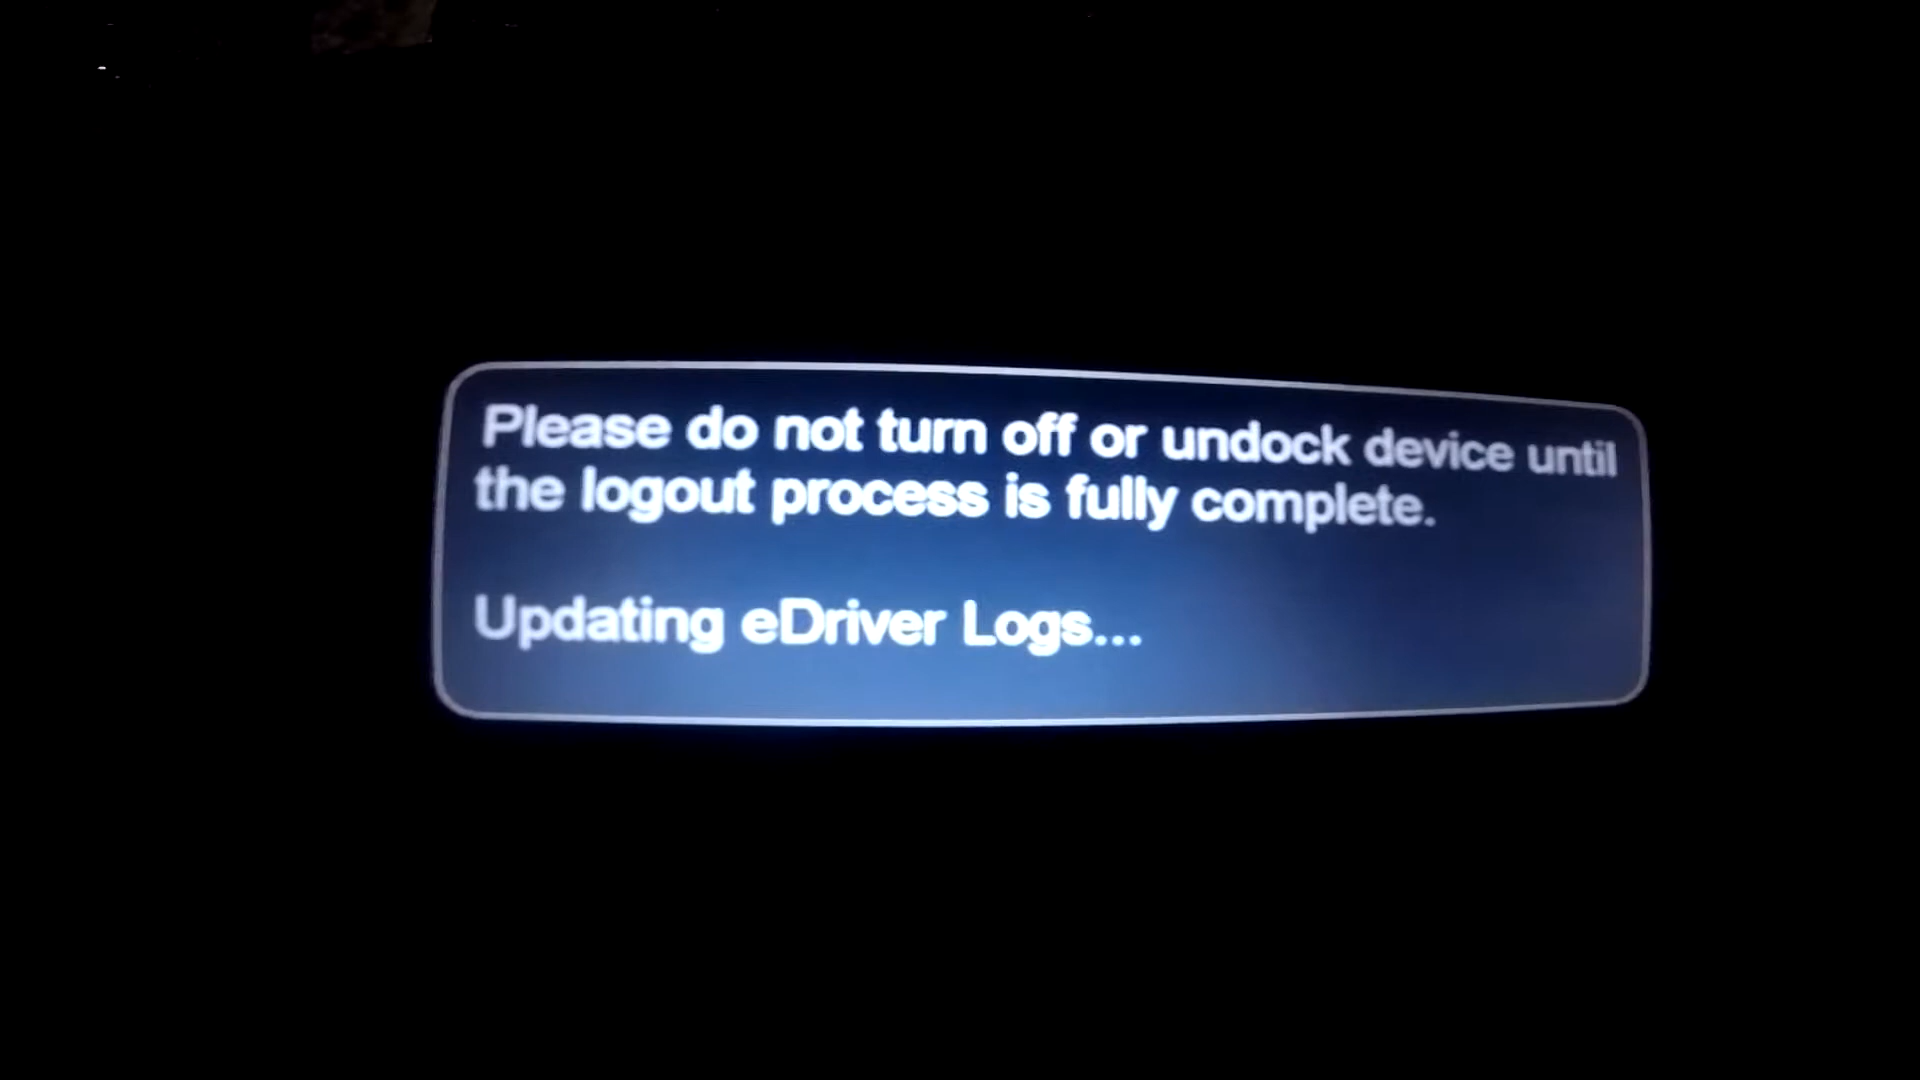 Please do not turn off or undock device until
the logout process is fully complete.
Updating eDriver Logs...